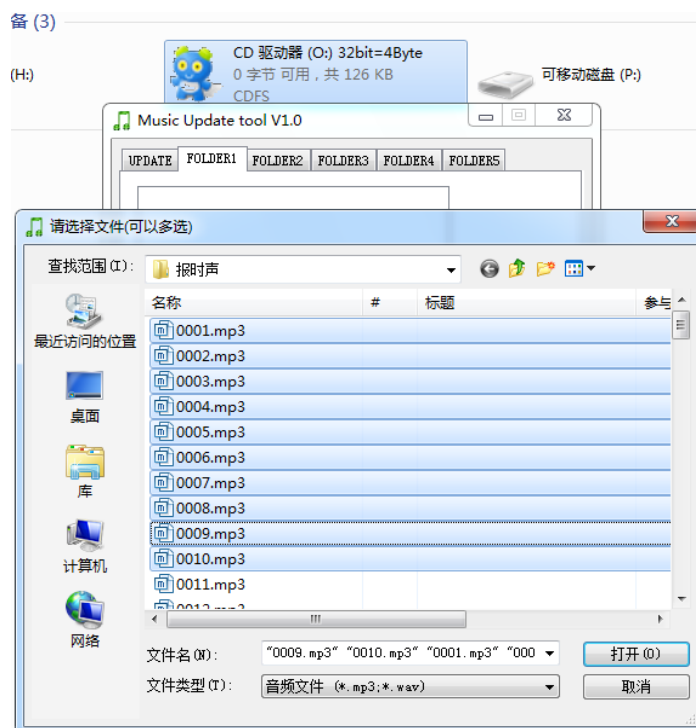 备 (3)
(H:)
CD 驱动器 (O:) 32bit=4Byte
0 字节 可用，共 126 KB
CDFS
可移动磁盘 (P:)
Music Update tool V1.0
UPDATE FOLDER1 FOLDER2 FOLDER3 FOLDER4 FOLDER5
请选择文件(可以多选)
查找范围(I): 报时声
名称 # 标题 参与
最近访问的位置
桌面
库
计算机
网络
0001.mp3
0002.mp3
0003.mp3
0004.mp3
0005.mp3
0006.mp3
0007.mp3
0008.mp3
0009.mp3
0010.mp3
0011.mp3
0012.mp3
文件名(N): "0009.mp3" "0010.mp3" "0001.mp3" "000 打开(O)
文件类型(T): 音频文件 (*.mp3;*.wav) 取消